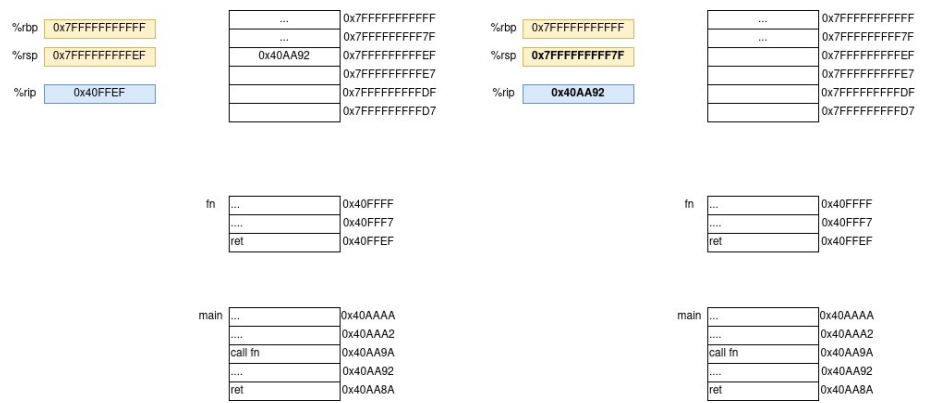 %rbp 0x7FFFFFFFFFFF ... 0x7FFFFFFFFFFF %rbp 0x7FFFFFFFFFFF ... 0x7FFFFFFFFFFF
... 0x7FFFFFFFFF7F ... 0x7FFFFFFFFF7F
%rsp 0x7FFFFFFFFFEF 0x40AA92 0x7FFFFFFFFFEF %rsp 0x7FFFFFFFFF7F 0x7FFFFFFFFFEF
0x7FFFFFFFFFE7 0x7FFFFFFFFFE7
%rip 0x40FFEF 0x7FFFFFFFFFDF %rip 0x40AA92 0x7FFFFFFFFFDF
0x7FFFFFFFFFD7 0x7FFFFFFFFFD7
fn ... 0x40FFFF fn ... 0x40FFFF
.... 0x40FFF7 .... 0x40FFF7
ret 0x40FFEF ret 0x40FFEF
main ... 0x40AAAA main ... 0x40AAAA
.... 0x40AAA2 .... 0x40AAA2
call fn 0x40AA9A call fn 0x40AA9A
.... 0x40AA92 .... 0x40AA92
ret 0x40AA8A ret 0x40AA8A